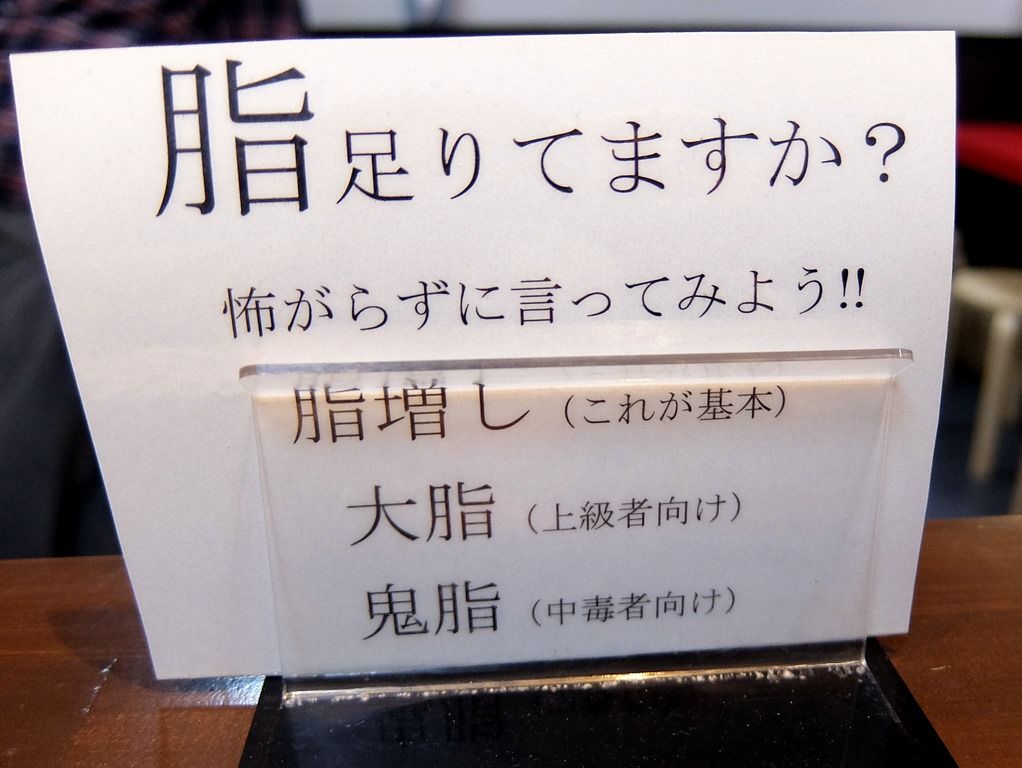 脂足りてますか?
怖がらずに言ってみよう!!
脂増し（これが基本）
大脂（上級者向け）
鬼脂（中毒者向け）